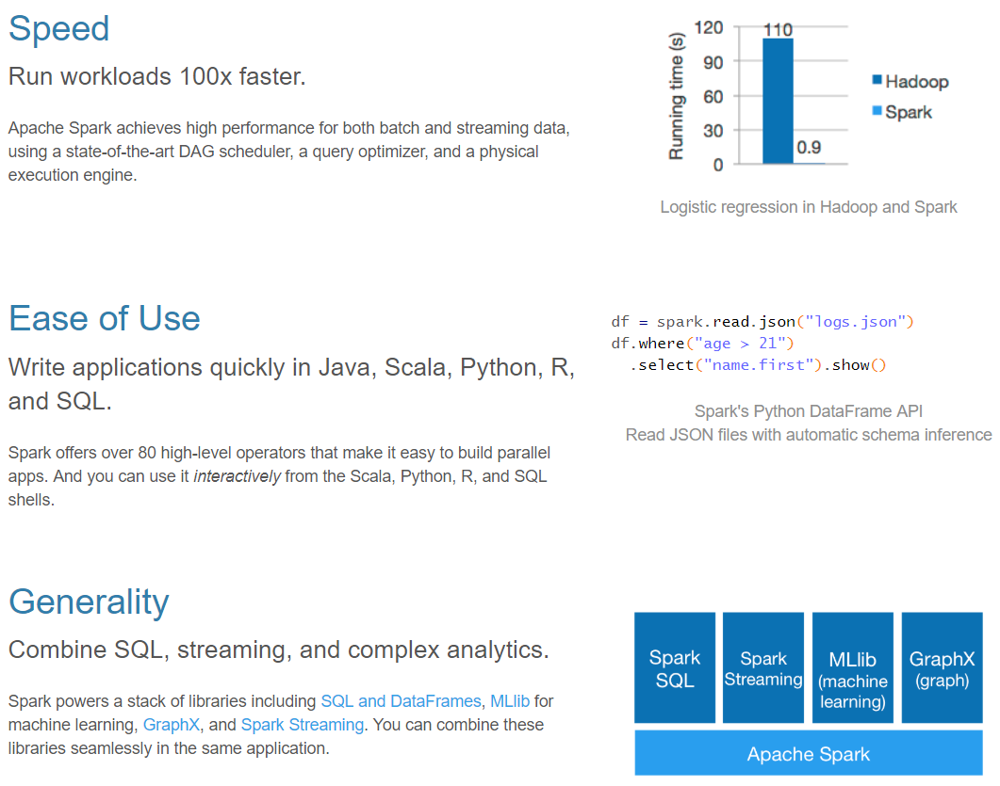 Speed
Run workloads 100x faster.
Apache Spark achieves high performance for both batch and streaming data,
using a state-of-the-art DAG scheduler, a query optimizer, and a physical
execution engine.
Running time (s)
120
90
60
30
0
110
0.9
Hadoop
Spark
Logistic regression in Hadoop and Spark
Ease of Use
Write applications quickly in Java, Scala, Python, R,
and SQL.
Spark offers over 80 high-level operators that make it easy to build parallel
apps. And you can use it interactively from the Scala, Python, R, and SQL
shells.
df = spark.read.json("logs.json")
df.where("age > 21")
  .select("name.first").show()
Spark's Python DataFrame API
Read JSON files with automatic schema inference
Generality
Combine SQL, streaming, and complex analytics.
Spark powers a stack of libraries including SQL and DataFrames, MLlib for
machine learning, GraphX, and Spark Streaming. You can combine these
libraries seamlessly in the same application.
Spark
SQL
Spark
Streaming
MLlib
(machine
learning)
GraphX
(graph)
Apache Spark